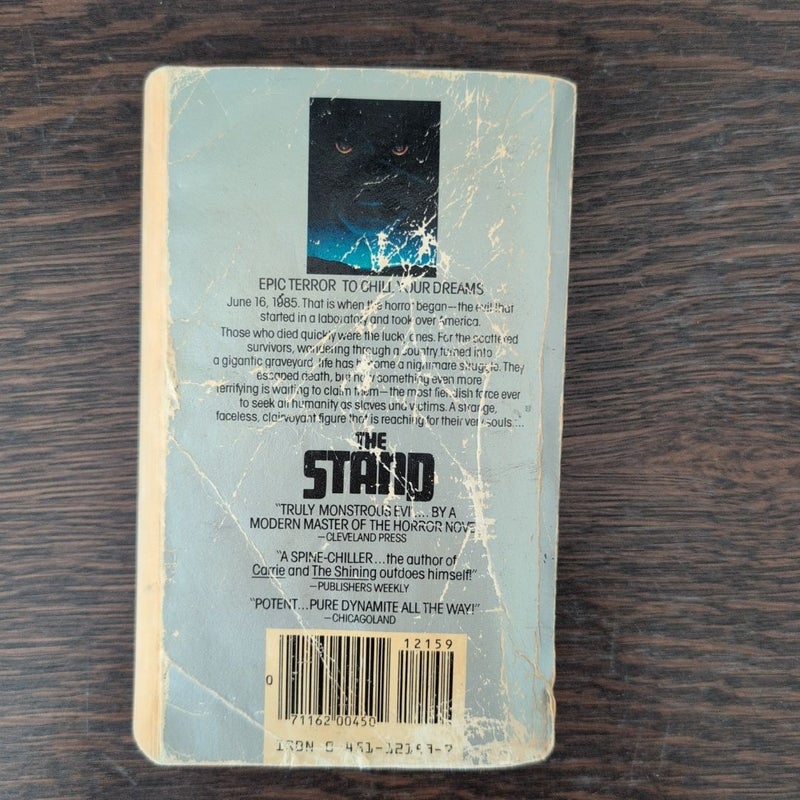 EPIC TERROR TO CHILL YOUR DREAMS
June 16, 1985. That is when the horror began—the evil that
started in a laboratory and took over America.
Those who died quickly were the lucky ones. For the scattered
survivors, wandering through a country turned into
a gigantic graveyard, life has become a nightmare struggle. They
escaped death, but now something even more
terrifying is waiting to claim them—the most fiendish force ever
to seek all humanity as slaves and victims. A strange,
faceless, clairvoyant figure that is reaching for their very souls...
THE
STAND
"TRULY MONSTROUS EVIL... BY A
MODERN MASTER OF THE HORROR NOVEL"
—CLEVELAND PRESS
"A SPINE-CHILLER...the author of
Carrie and The Shining outdoes himself!"
—PUBLISHERS WEEKLY
"POTENT...PURE DYNAMITE ALL THE WAY!"
—CHICAGOLAND
12159
0
71162 00450
ISBN 0-451-12159-7